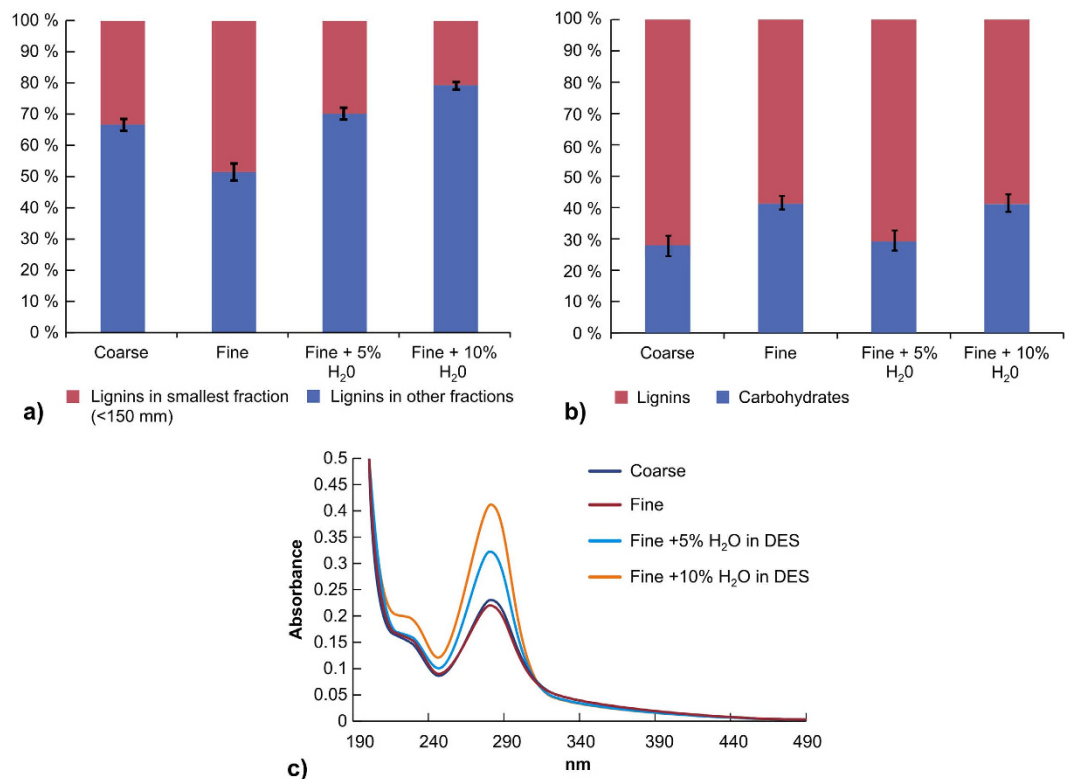 100 %
90 %
80 %
70 %
60 %
50 %
40 %
30 %
20 %
10 %
0 %
Coarse
Fine
Fine + 5%
H₂0
Fine + 10%
H₂0
a)
Lignins in smallest fraction
(<150 mm)
Lignins in other fractions
100 %
90 %
80 %
70 %
60 %
50 %
40 %
30 %
20 %
10 %
0 %
Coarse
Fine
Fine + 5%
H₂0
Fine + 10%
H₂0
b)
Lignins
Carbohydrates
Absorbance
0.5
0.45
0.4
0.35
0.3
0.25
0.2
0.15
0.1
0.05
0
190
240
290
340
390
440
490
nm
c)
Coarse
Fine
Fine +5% H₂O in DES
Fine +10% H₂O in DES